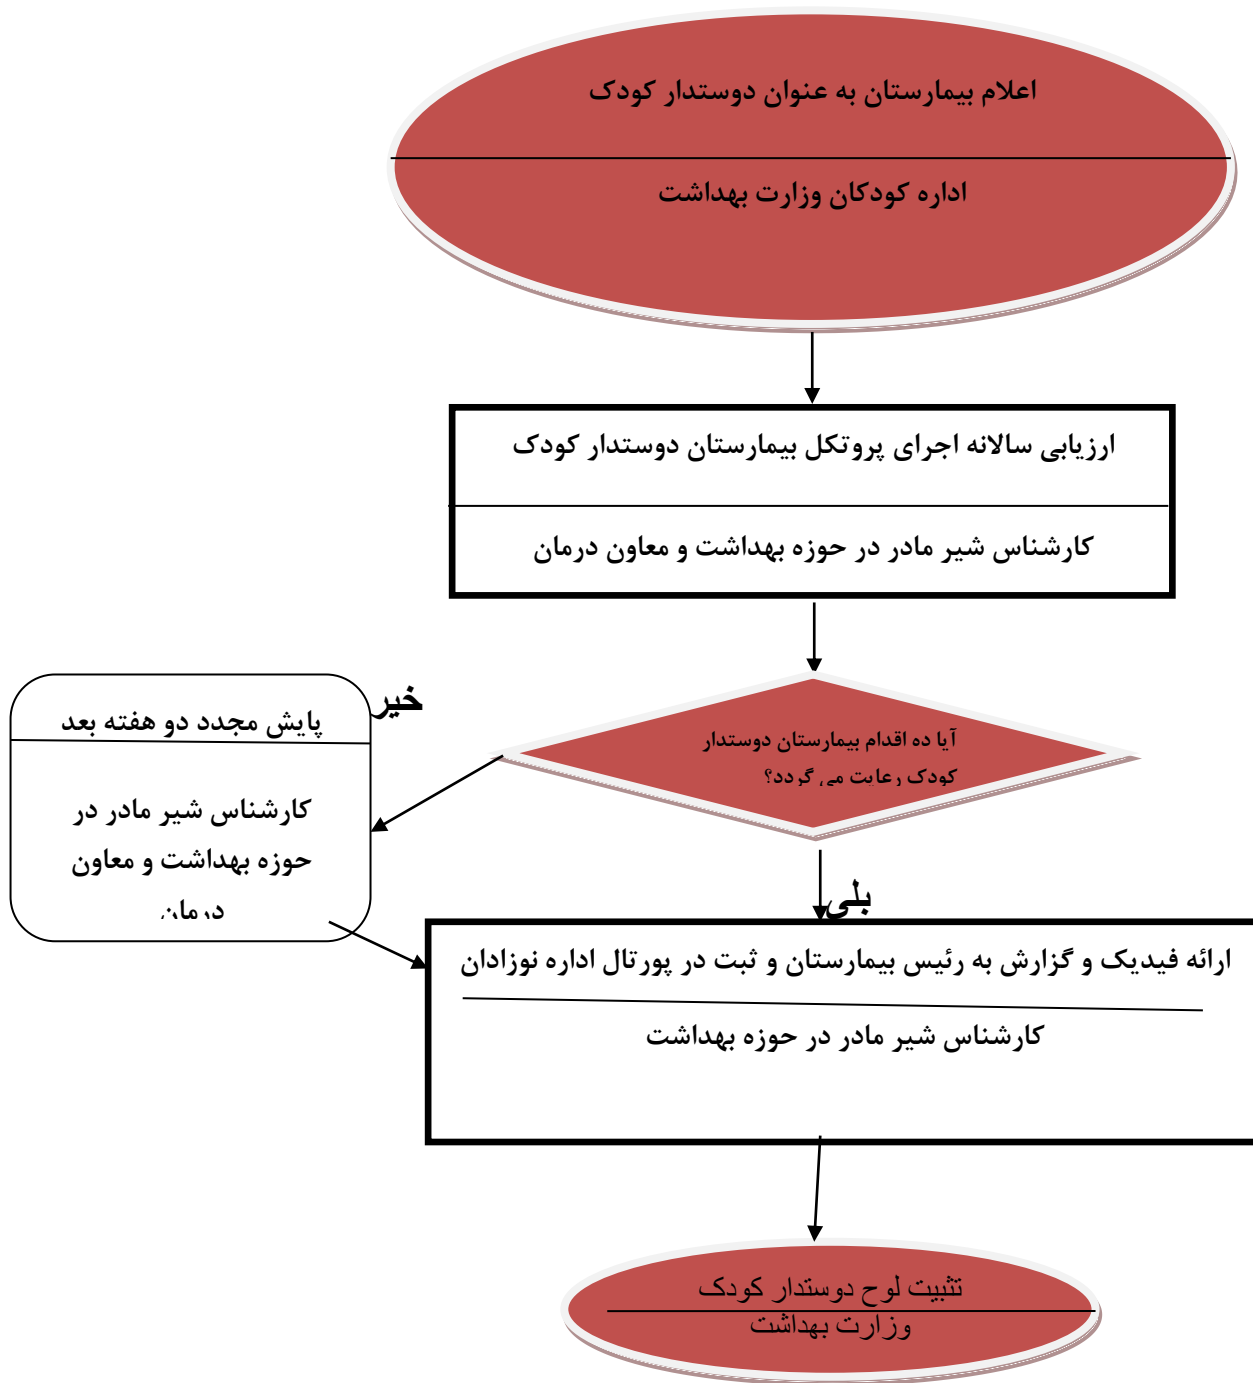 اعلام بیمارستان به عنوان دوستدار کودک
اداره کودکان وزارت بهداشت
ارزیابی سالانه اجرای پروتکل بیمارستان دوستدار کودک
کارشناس شیر مادر در حوزه بهداشت و معاون درمان
آیا ده اقدام بیمارستان دوستدار
کودک رعایت می گردد؟
خیر
پایش مجدد دو هفته بعد
کارشناس شیر مادر در
حوزه بهداشت و معاون
درمان
بلی
ارائه فیدبک و گزارش به رئیس بیمارستان و ثبت در پورتال اداره نوزادان
کارشناس شیر مادر در حوزه بهداشت
تثبیت لوح دوستدار کودک
وزارت بهداشت